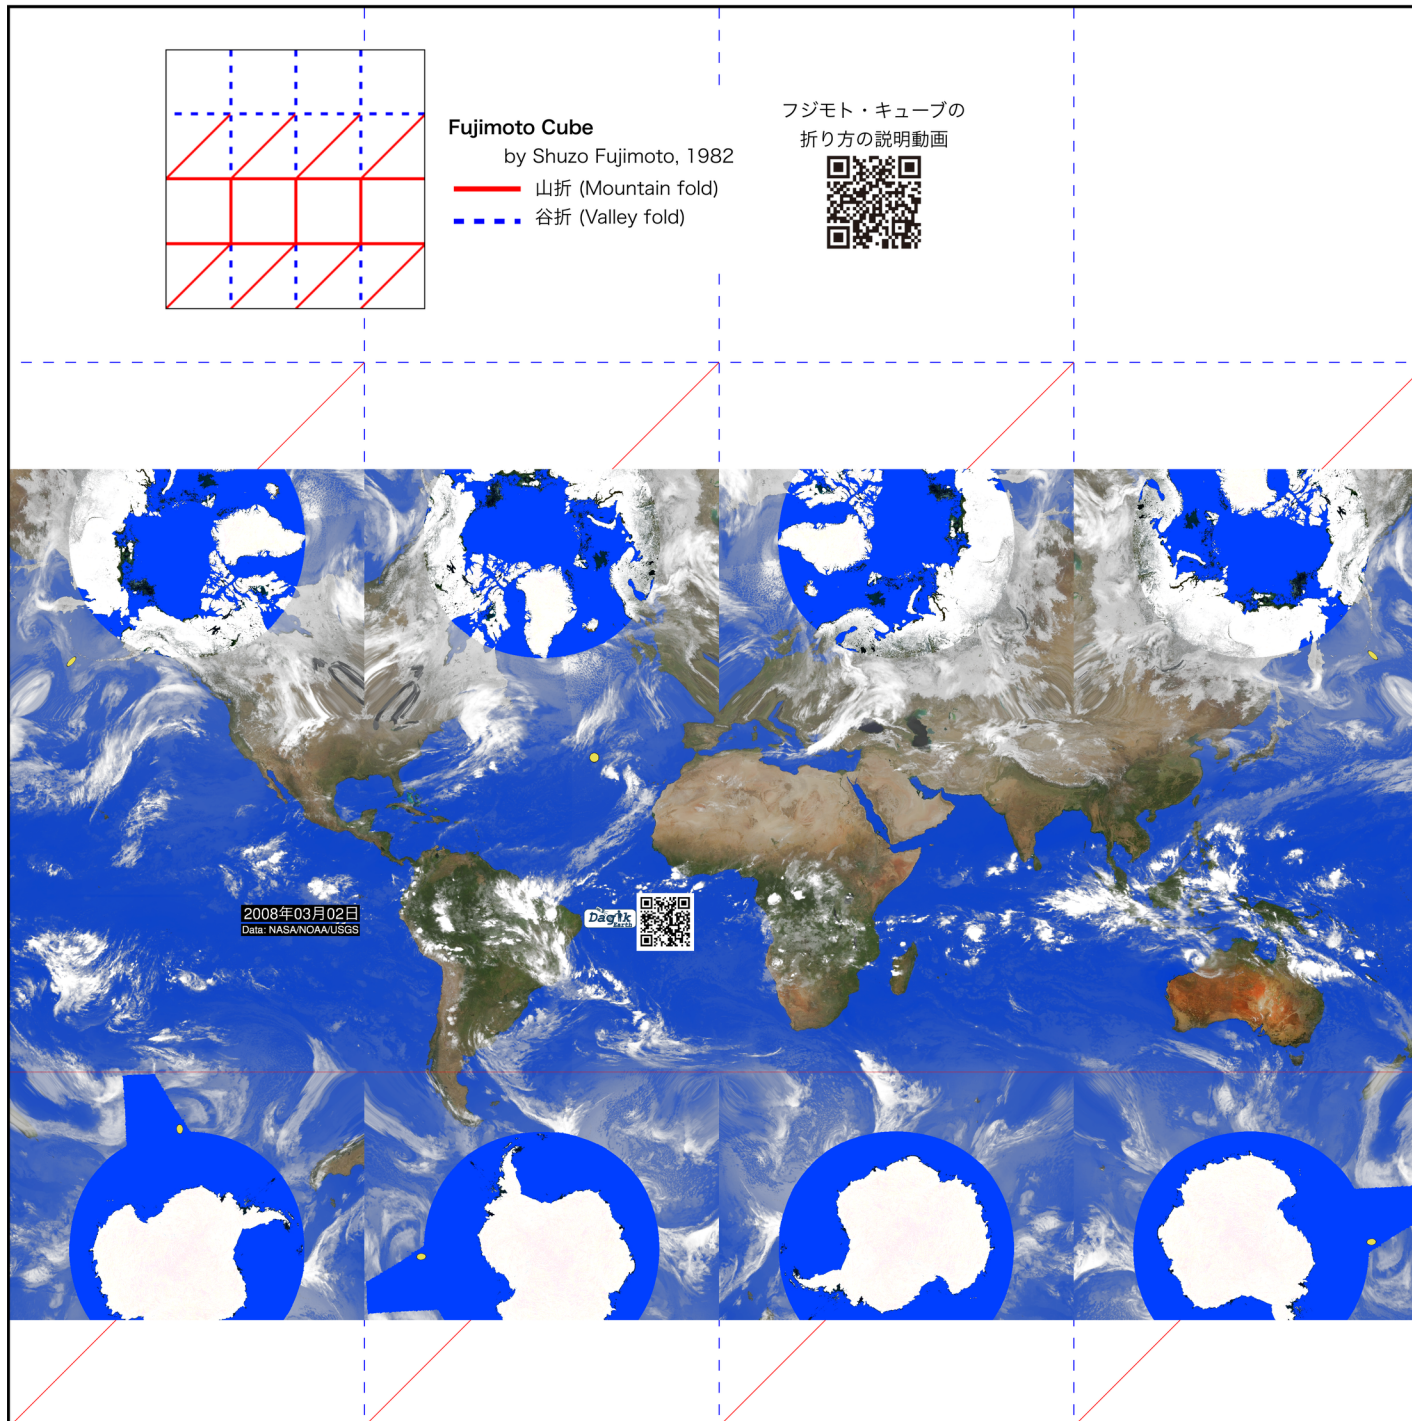 Fujimoto Cube
by Shuzo Fujimoto, 1982
山折 (Mountain fold)
谷折 (Valley fold)
フジモト・キューブの
折り方の説明動画
2008年03月02日
Data: NASA/NOAA/USGS
Dagik
Earth